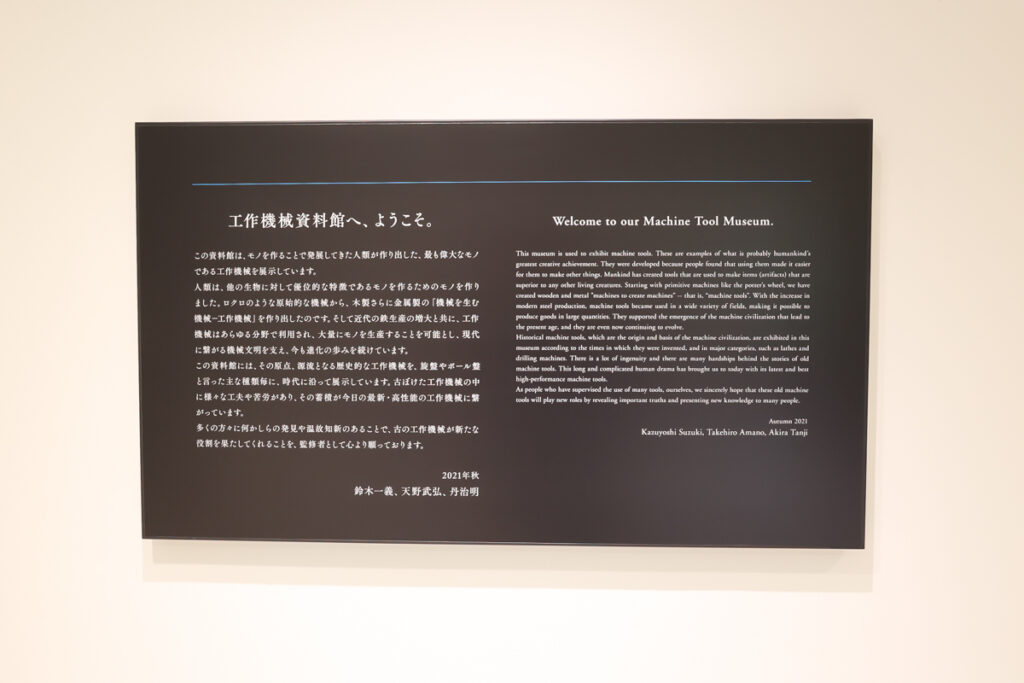 工作機械資料館へ、ようこそ。
この資料館は、モノを作ることで発展してきた人類が作り出した、最も偉大なモノ
である工作機械を展示しています。
人類は、他の生物に対して優位的な特徴であるモノを作るためのモノを作り
ました。ロクロのような原始的な機械から、木製さらに金属製の「機械を生む
機械−工作機械」を作り出したのです。そして近代の鉄生産の増大と共に、工作
機械はあらゆる分野で利用され、大量にモノを生産することを可能とし、現代
に繋がる機械文明を支え、今も進化の歩みを続けています。
この資料館には、その原点、源流となる歴史的な工作機械を、旋盤やボール盤
と言った主な種類毎に、時代に沿って展示しています。古ぼけた工作機械の中
に様々な工夫や苦労があり、その蓄積が今日の最新・高性能の工作機械に繋
がっています。
多くの方々に何かしらの発見や温故知新のあることで、古の工作機械が新たな
役割を果たしてくれることを、監修者として心より願っております。
2021年秋
鈴木一義、天野武弘、丹治明
Welcome to our Machine Tool Museum.
This museum is used to exhibit machine tools. These are examples of what is probably humankind's
greatest creative achievement. They were developed because people found that using them made it easier
for them to make other things. Mankind has created tools that are used to make items (artifacts) that are
superior to any other living creatures. Starting with primitive machines like the porter's wheel, we have
created wooden and metal "machines to create machines" – that is, "machine tools". With the increase in
modern steel production, machine tools became used in a wide variety of fields, making it possible to
produce goods in large quantities. They supported the emergence of the machine civilization that lead to
the present age, and they are even now continuing to evolve.
Historical machine tools, which are the origin and basis of the machine civilization, are exhibited in this
museum according to the times in which they were invented, and in major categories, such as lathes and
drilling machines. There is a lot of ingenuity and there are many hardships behind the stories of old
machine tools. This long and complicated human drama has brought us to today with its latest and best
high-performance machine tools.
As people who have supervised the use of many tools, ourselves, we sincerely hope that these old machine
tools will play new roles by revealing important truths and presenting new knowledge to many people.
Autumn 2021
Kazuyoshi Suzuki, Takehiro Amano, Akira Tanji